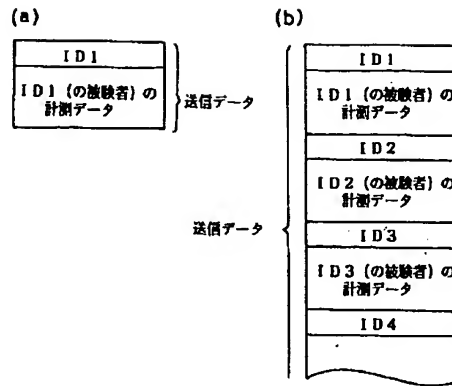 (a)
ID1
ID1 (の被験者) の
計測データ
送信データ
(b)
ID1
ID1 (の被験者) の
計測データ
ID2
ID2 (の被験者) の
計測データ
送信データ
ID3
ID3 (の被験者) の
計測データ
ID4